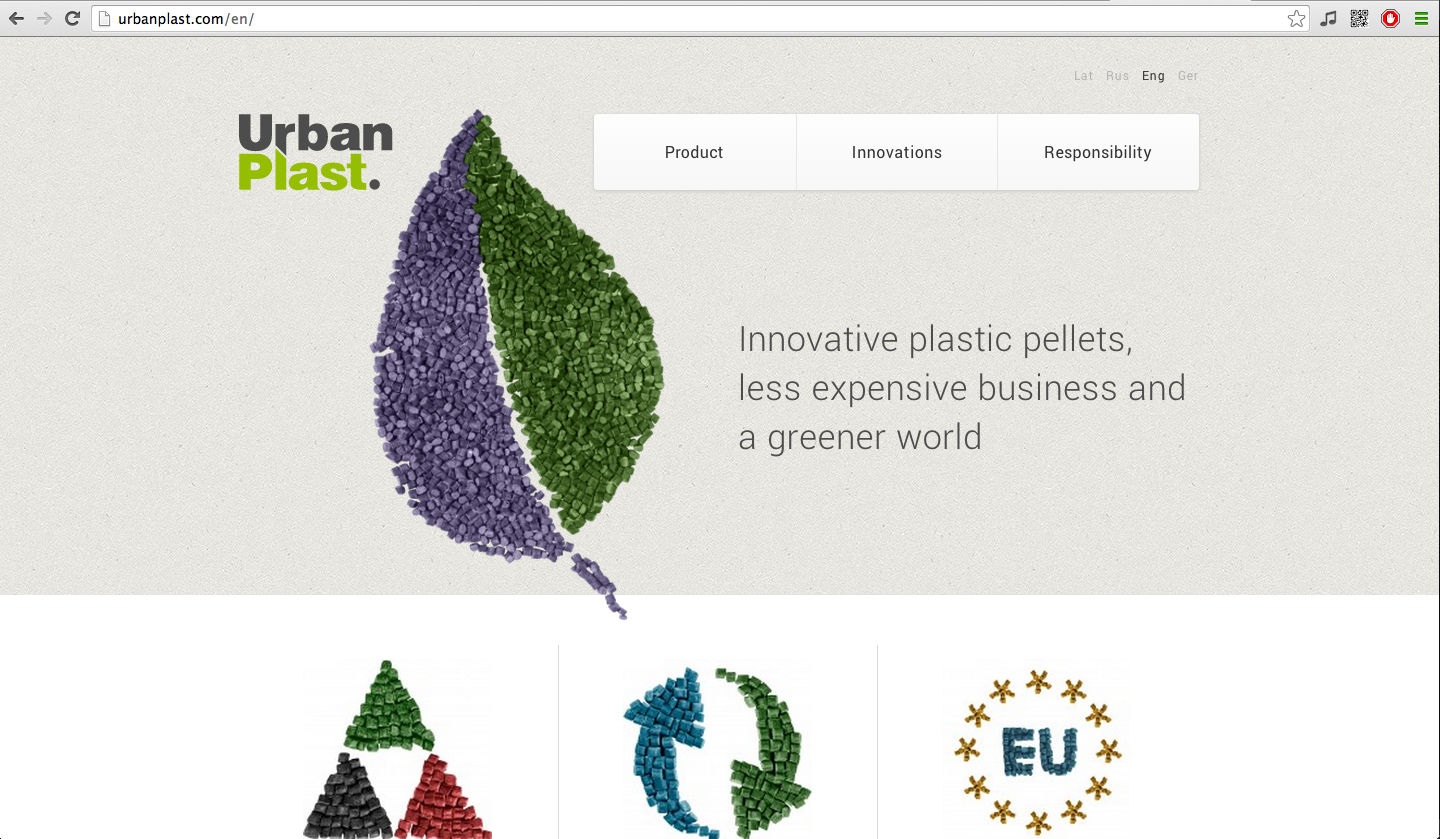 urbanplast.com/en/
Lat Rus Eng Ger
Urban
Plast.
Product Innovations Responsibility
Innovative plastic pellets,
less expensive business and
a greener world
EU